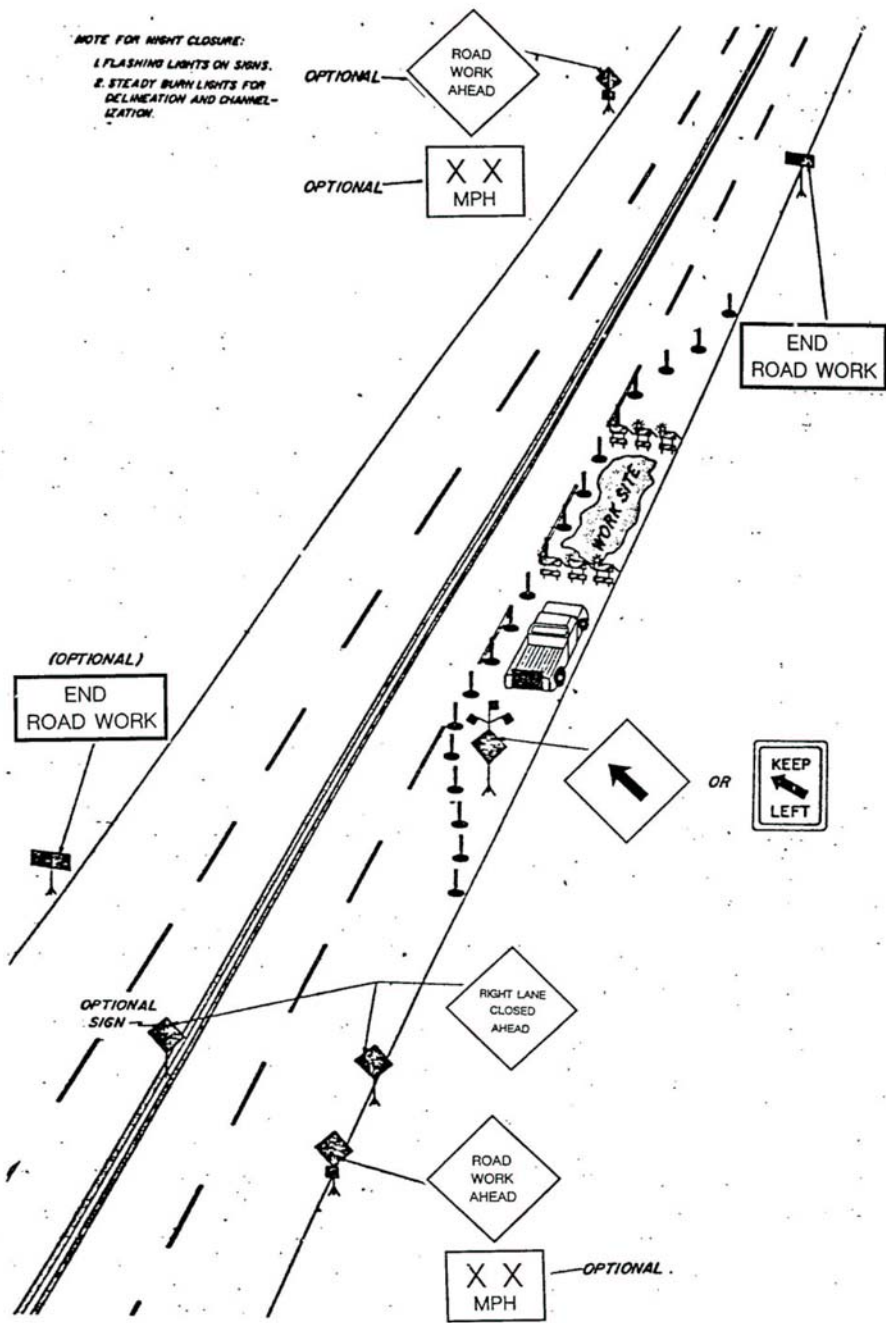 NOTE FOR NIGHT CLOSURE:
1. FLASHING LIGHTS ON SIGNS.
2. STEADY BURN LIGHTS FOR
DELINEATION AND CHANNEL-
IZATION.
OPTIONAL
ROAD
WORK
AHEAD
OPTIONAL
X X
MPH
END
ROAD WORK
WORK SITE
(OPTIONAL)
END
ROAD WORK
OR
KEEP
LEFT
OPTIONAL
SIGN
RIGHT LANE
CLOSED
AHEAD
ROAD
WORK
AHEAD
X X
MPH
OPTIONAL.